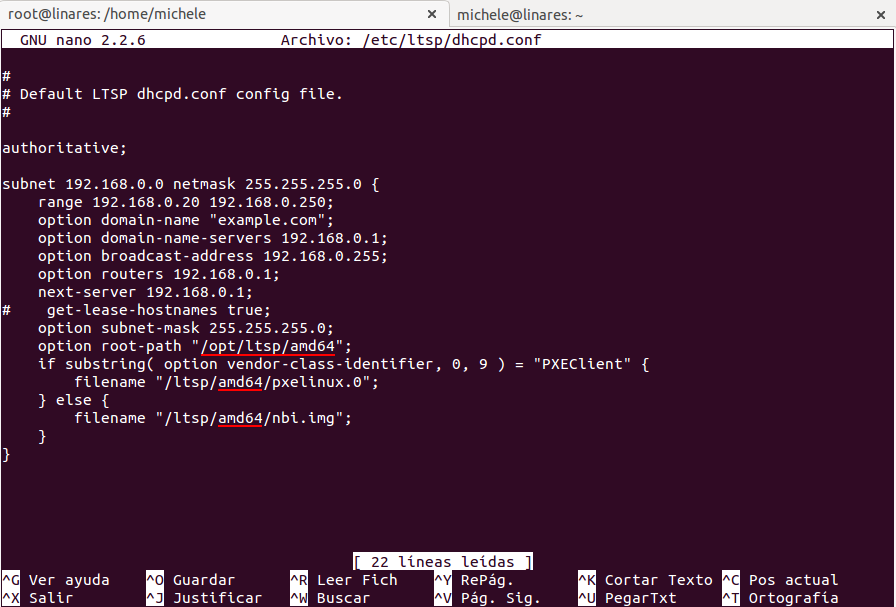 root@linares: /home/michele × michele@linares: ~ ×
GNU nano 2.2.6 Archivo: /etc/ltsp/dhcpd.conf
#
# Default LTSP dhcpd.conf config file.
#
authoritative;
subnet 192.168.0.0 netmask 255.255.255.0 {
range 192.168.0.20 192.168.0.250;
option domain-name "example.com";
option domain-name-servers 192.168.0.1;
option broadcast-address 192.168.0.255;
option routers 192.168.0.1;
next-server 192.168.0.1;
# get-lease-hostnames true;
option subnet-mask 255.255.255.0;
option root-path "/opt/ltsp/amd64";
if substring( option vendor-class-identifier, 0, 9 ) = "PXEClient" {
filename "/ltsp/amd64/pxelinux.0";
} else {
filename "/ltsp/amd64/nbi.img";
}
}
[ 22 líneas leídas ]
^G Ver ayuda ^O Guardar ^R Leer Fich ^Y RePág. ^K Cortar Texto ^C Pos actual
^X Salir ^J Justificar ^W Buscar ^V Pág. Sig. ^U PegarTxt ^T Ortografía